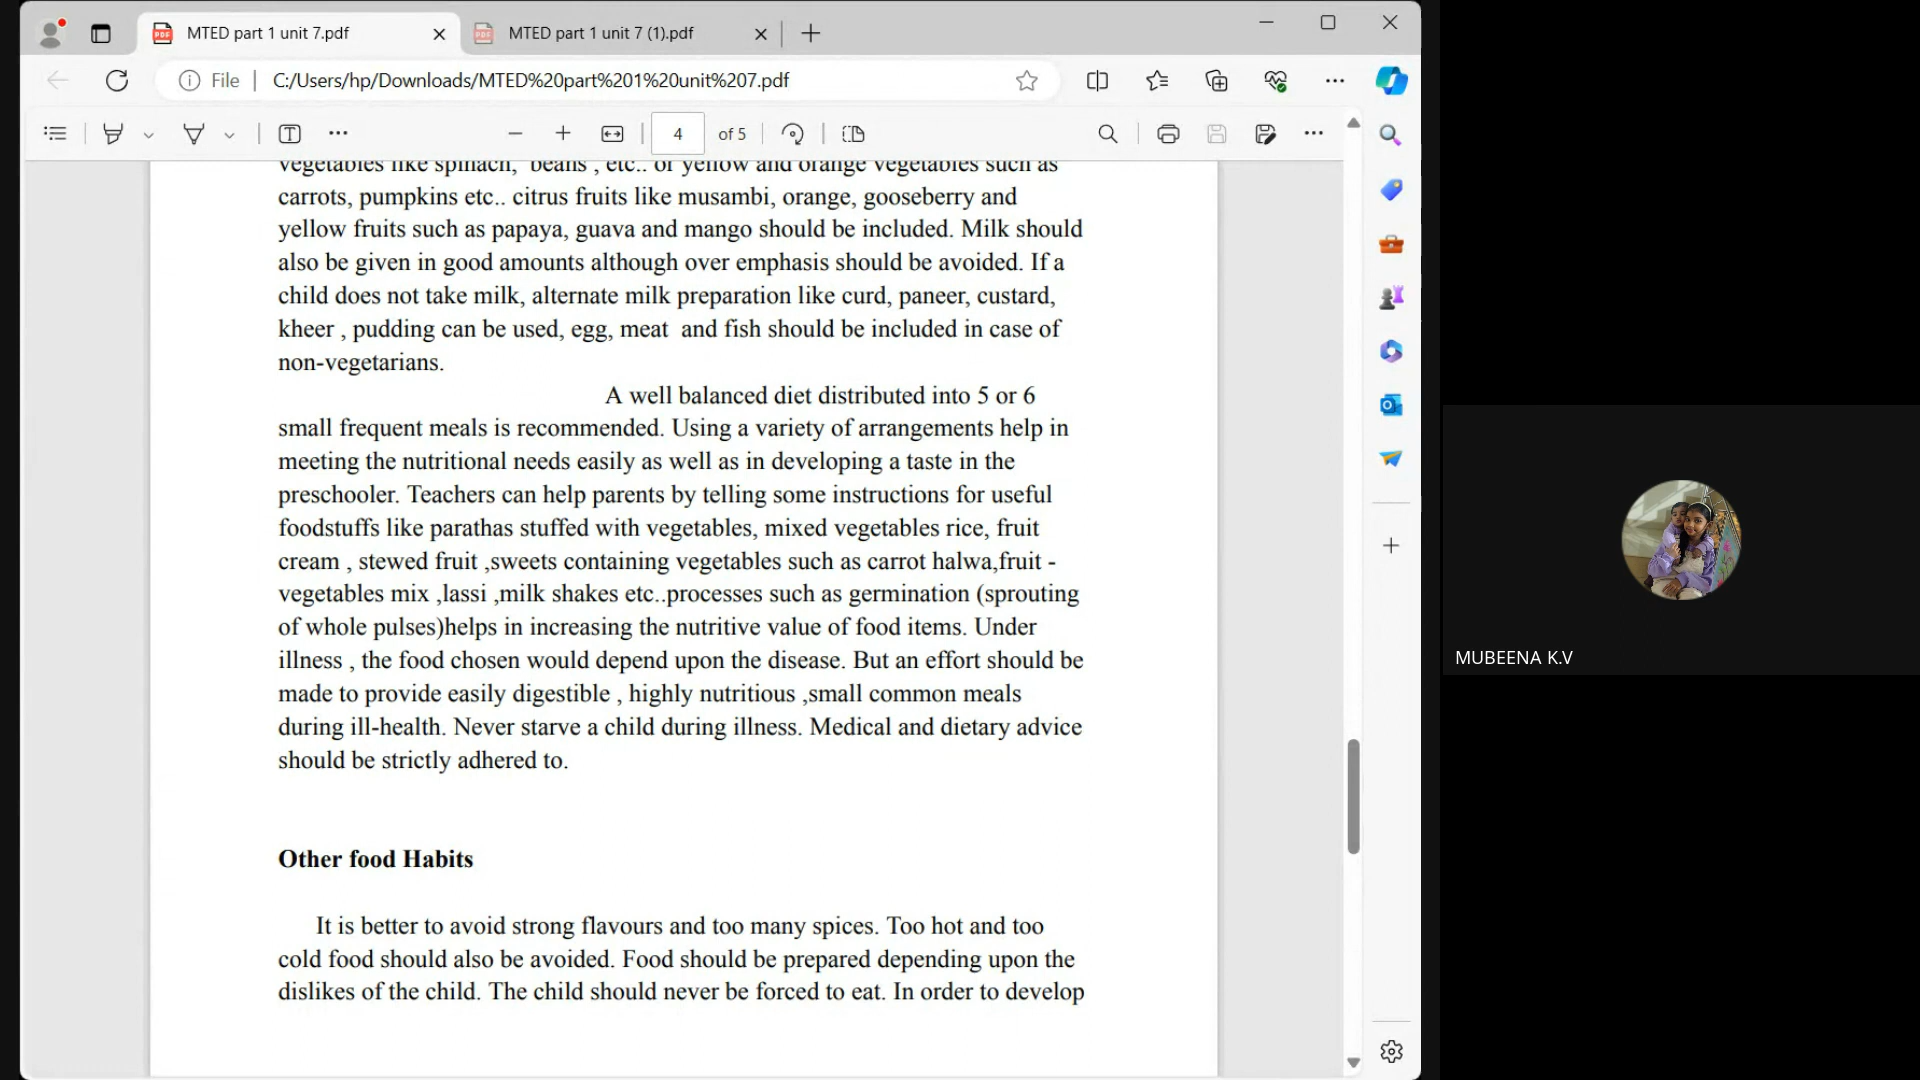 MTED part 1 unit 7.pdf
MTED part 1 unit 7 (1).pdf
File
C:/Users/hp/Downloads/MTED%20part%201%20unit%207.pdf
4 of 5
vegetables like spinach, beans , etc.. or yellow and orange vegetables such as
carrots, pumpkins etc.. citrus fruits like musambi, orange, gooseberry and
yellow fruits such as papaya, guava and mango should be included. Milk should
also be given in good amounts although over emphasis should be avoided. If a
child does not take milk, alternate milk preparation like curd, paneer, custard,
kheer , pudding can be used, egg, meat and fish should be included in case of
non-vegetarians.
A well balanced diet distributed into 5 or 6
small frequent meals is recommended. Using a variety of arrangements help in
meeting the nutritional needs easily as well as in developing a taste in the
preschooler. Teachers can help parents by telling some instructions for useful
foodstuffs like parathas stuffed with vegetables, mixed vegetables rice, fruit
cream , stewed fruit ,sweets containing vegetables such as carrot halwa,fruit -
vegetables mix ,lassi ,milk shakes etc..processes such as germination (sprouting
of whole pulses)helps in increasing the nutritive value of food items. Under
illness , the food chosen would depend upon the disease. But an effort should be
made to provide easily digestible , highly nutritious ,small common meals
during ill-health. Never starve a child during illness. Medical and dietary advice
should be strictly adhered to.
Other food Habits
It is better to avoid strong flavours and too many spices. Too hot and too
cold food should also be avoided. Food should be prepared depending upon the
dislikes of the child. The child should never be forced to eat. In order to develop
MUBEENA K.V